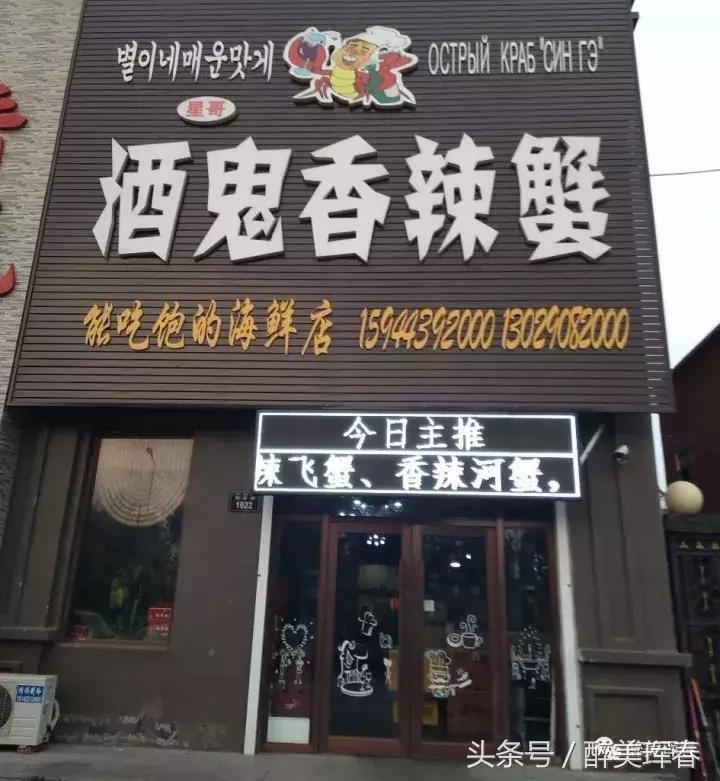 별이네매운맛게
ОСТРЫЙ КРАБ "СИН ГЭ"
星哥
酒鬼香辣蟹
能吃饱的海鲜店 15944392000 13029082000
今日主推
辣飞蟹、香辣河蟹,
1922
头条号 / 醉美珲春